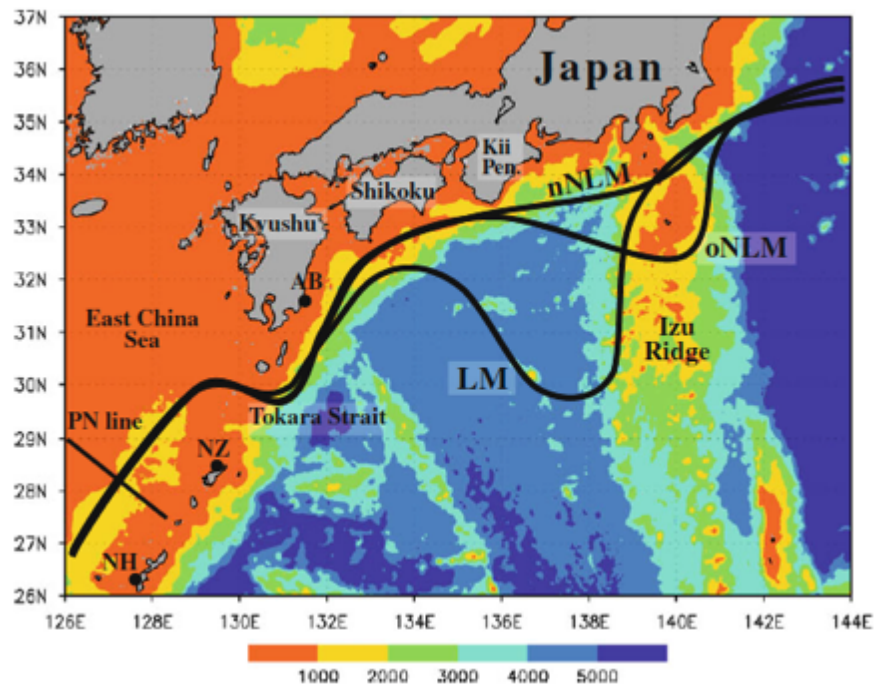 37N
36N
35N
34N
33N
32N
31N
30N
29N
28N
27N
26N
Japan
Kii
Pen.
Shikoku
Kyushu
nNLM
oNLM
AB
East China
Sea
Izu
Ridge
LM
Tokara Strait
PN line
NZ
NH
126E 128E 130E 132E 134E 136E 138E 140E 142E 144E
1000 2000 3000 4000 5000